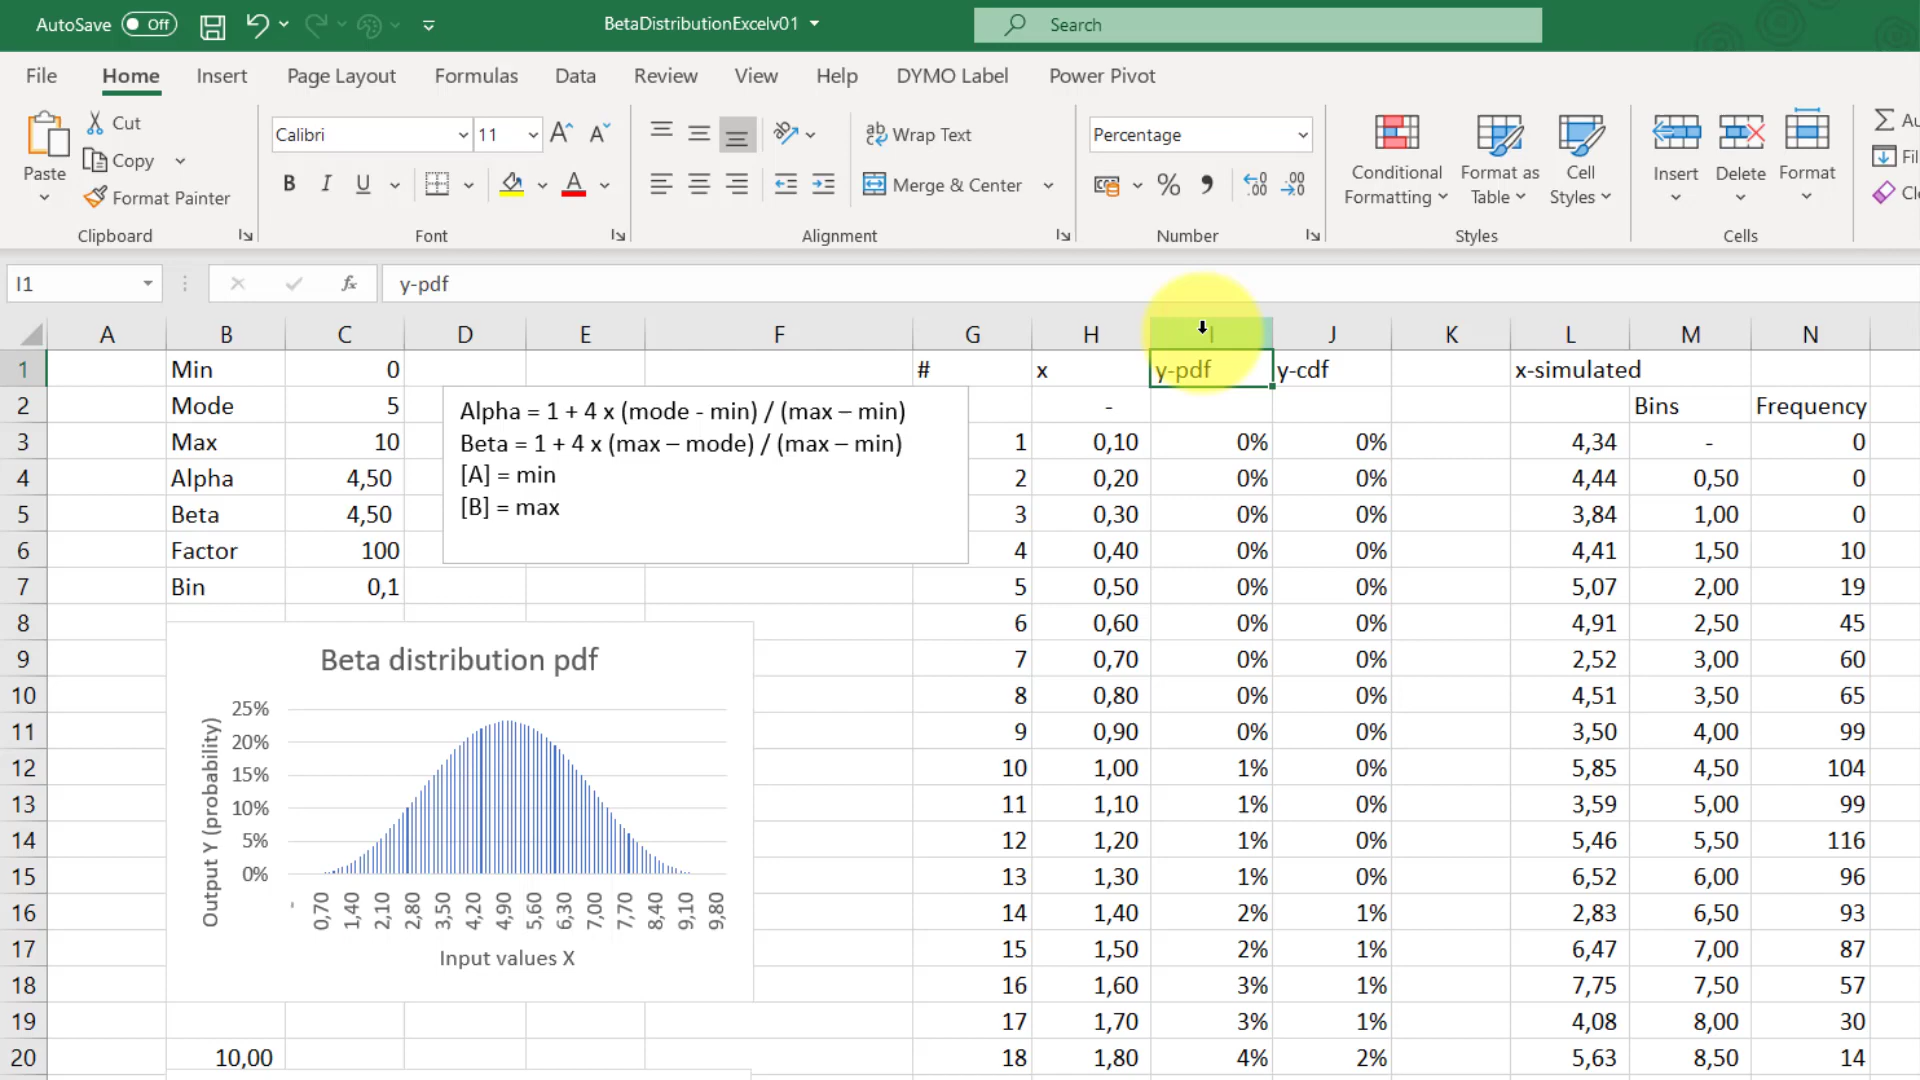 AutoSave Off BetaDistributionExcelv01 Search
File Home Insert Page Layout Formulas Data Review View Help DYMO Label Power Pivot
Paste Cut Copy Format Painter Clipboard
Calibri 11 B I U A Font
ab Wrap Text Merge & Center Alignment
Percentage % Number
Conditional Formatting Format as Table Cell Styles Styles
Insert Delete Format Cells
I1 fx y-pdf
A B C D E F G H I J K L M N
1 Min 0 # x y-pdf y-cdf x-simulated
2 Mode 5 - Bins Frequency
3 Max 10 1 0,10 0% 0% 4,34 - 0
4 Alpha 4,50 2 0,20 0% 0% 4,44 0,50 0
5 Beta 4,50 3 0,30 0% 0% 3,84 1,00 0
6 Factor 100 4 0,40 0% 0% 4,41 1,50 10
7 Bin 0,1 5 0,50 0% 0% 5,07 2,00 19
8 6 0,60 0% 0% 4,91 2,50 45
9 7 0,70 0% 0% 2,52 3,00 60
10 8 0,80 0% 0% 4,51 3,50 65
11 9 0,90 0% 0% 3,50 4,00 99
12 10 1,00 1% 0% 5,85 4,50 104
13 11 1,10 1% 0% 3,59 5,00 99
14 12 1,20 1% 0% 5,46 5,50 116
15 13 1,30 1% 0% 6,52 6,00 96
16 14 1,40 2% 1% 2,83 6,50 93
17 15 1,50 2% 1% 6,47 7,00 87
18 16 1,60 3% 1% 7,75 7,50 57
19 17 1,70 3% 1% 4,08 8,00 30
20 10,00 18 1,80 4% 2% 5,63 8,50 14
Alpha = 1 + 4 x (mode - min) / (max – min)
Beta = 1 + 4 x (max – mode) / (max – min)
[A] = min
[B] = max
Beta distribution pdf
Output Y (probability)
25%
20%
15%
10%
5%
0%
- 0,70 1,40 2,10 2,80 3,50 4,20 4,90 5,60 6,30 7,00 7,70 8,40 9,10 9,80
Input values X